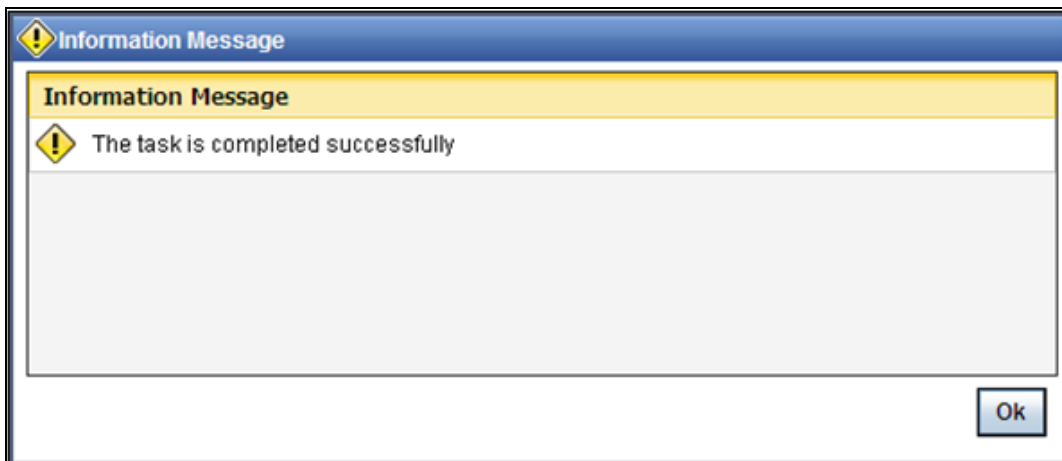 Information Message
Information Message
The task is completed successfully
Ok